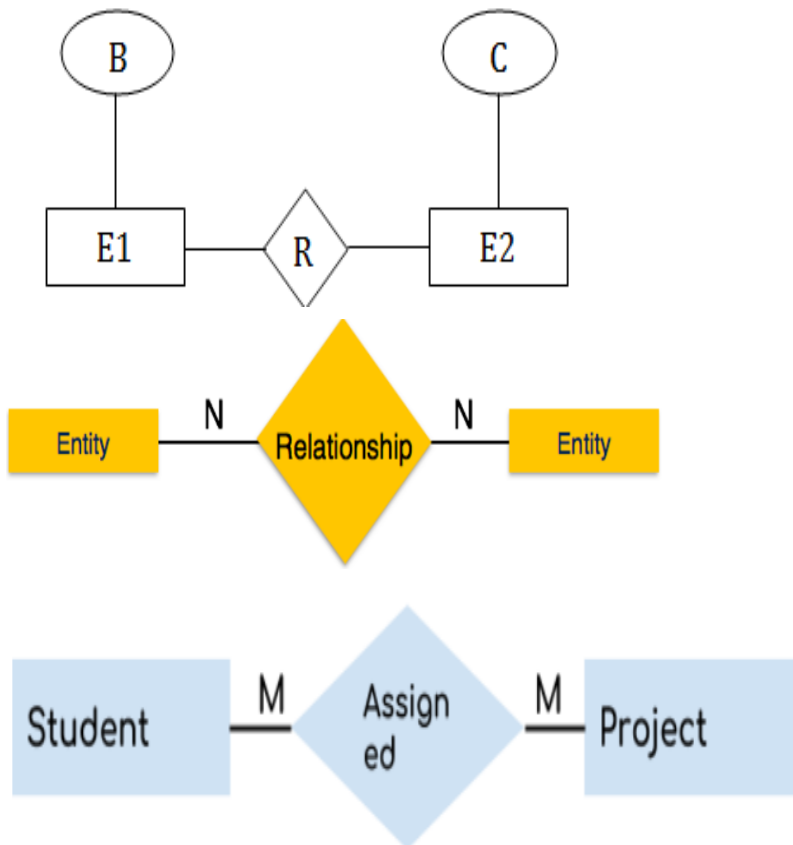 B C
E1 R E2
N N
Entity Relationship Entity
M M
Student Assign
ed Project